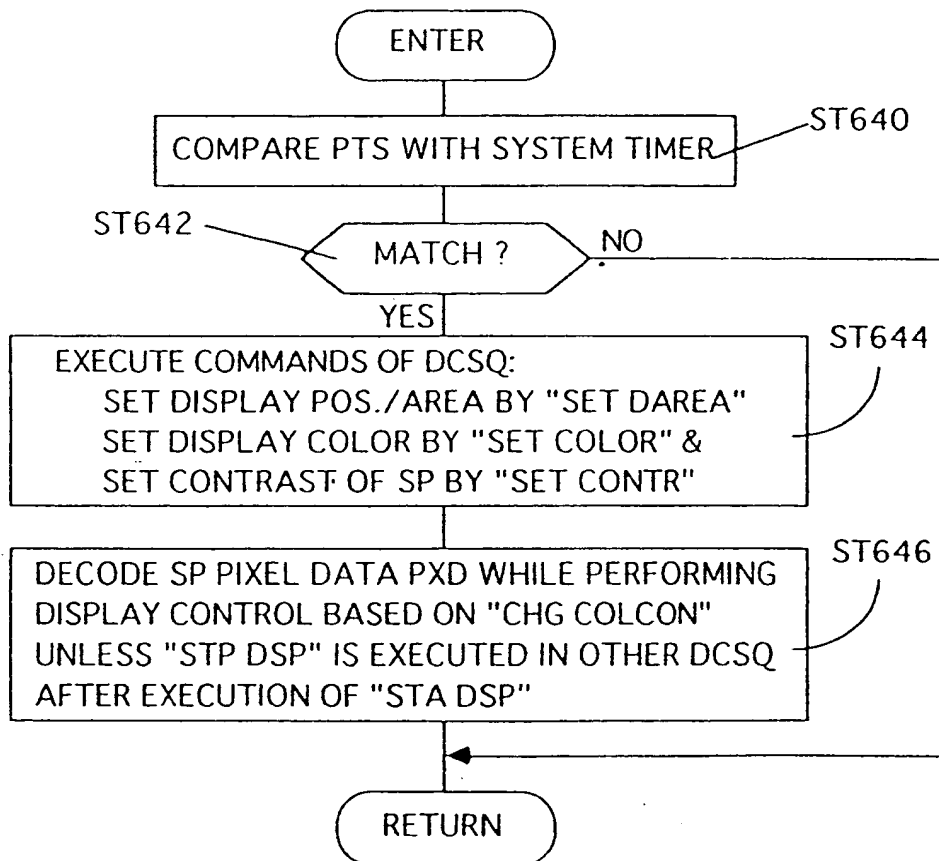 ENTER
COMPARE PTS WITH SYSTEM TIMER
ST640
ST642
MATCH ?
NO
YES
ST644
EXECUTE COMMANDS OF DCSQ:
SET DISPLAY POS./AREA BY "SET DAREA"
SET DISPLAY COLOR BY "SET COLOR" &
SET CONTRAST OF SP BY "SET CONTR"
ST646
DECODE SP PIXEL DATA PXD WHILE PERFORMING
DISPLAY CONTROL BASED ON "CHG COLCON"
UNLESS "STP DSP" IS EXECUTED IN OTHER DCSQ
AFTER EXECUTION OF "STA DSP"
RETURN